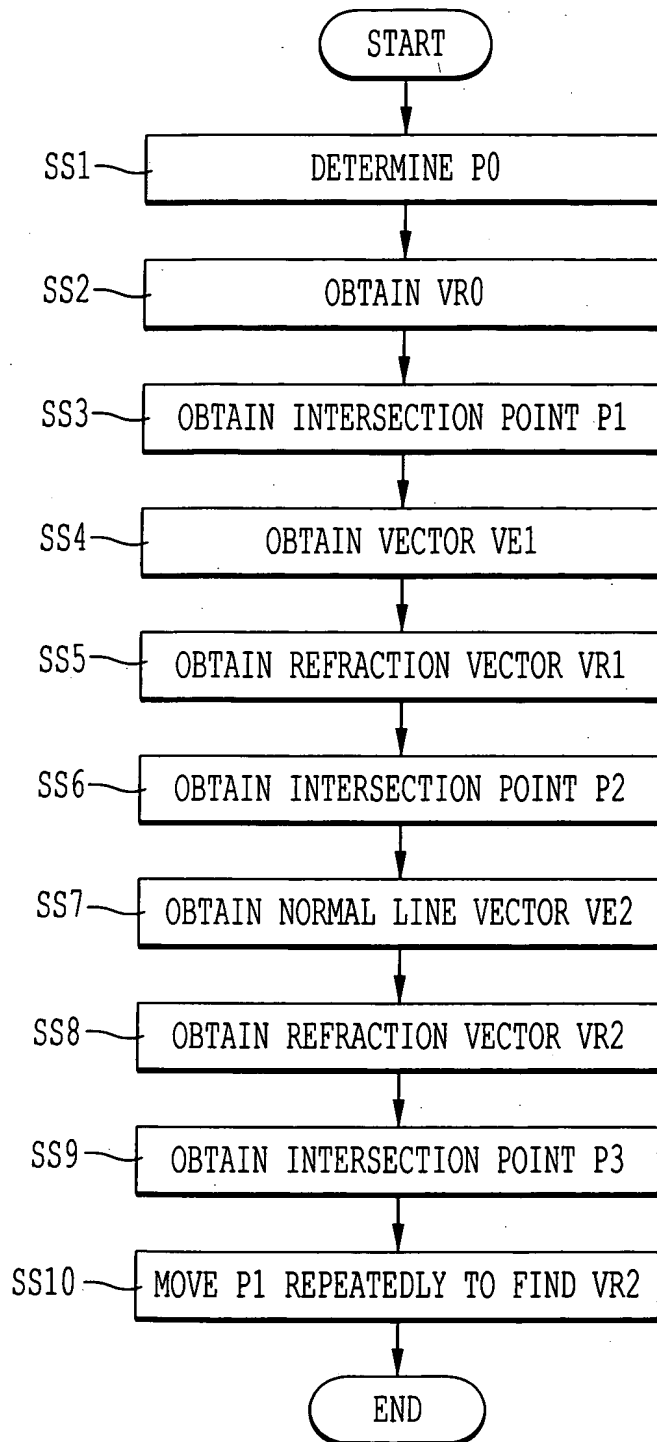 START
SS1 DETERMINE P0
SS2 OBTAIN VR0
SS3 OBTAIN INTERSECTION POINT P1
SS4 OBTAIN VECTOR VE1
SS5 OBTAIN REFRACTION VECTOR VR1
SS6 OBTAIN INTERSECTION POINT P2
SS7 OBTAIN NORMAL LINE VECTOR VE2
SS8 OBTAIN REFRACTION VECTOR VR2
SS9 OBTAIN INTERSECTION POINT P3
SS10 MOVE P1 REPEATEDLY TO FIND VR2
END